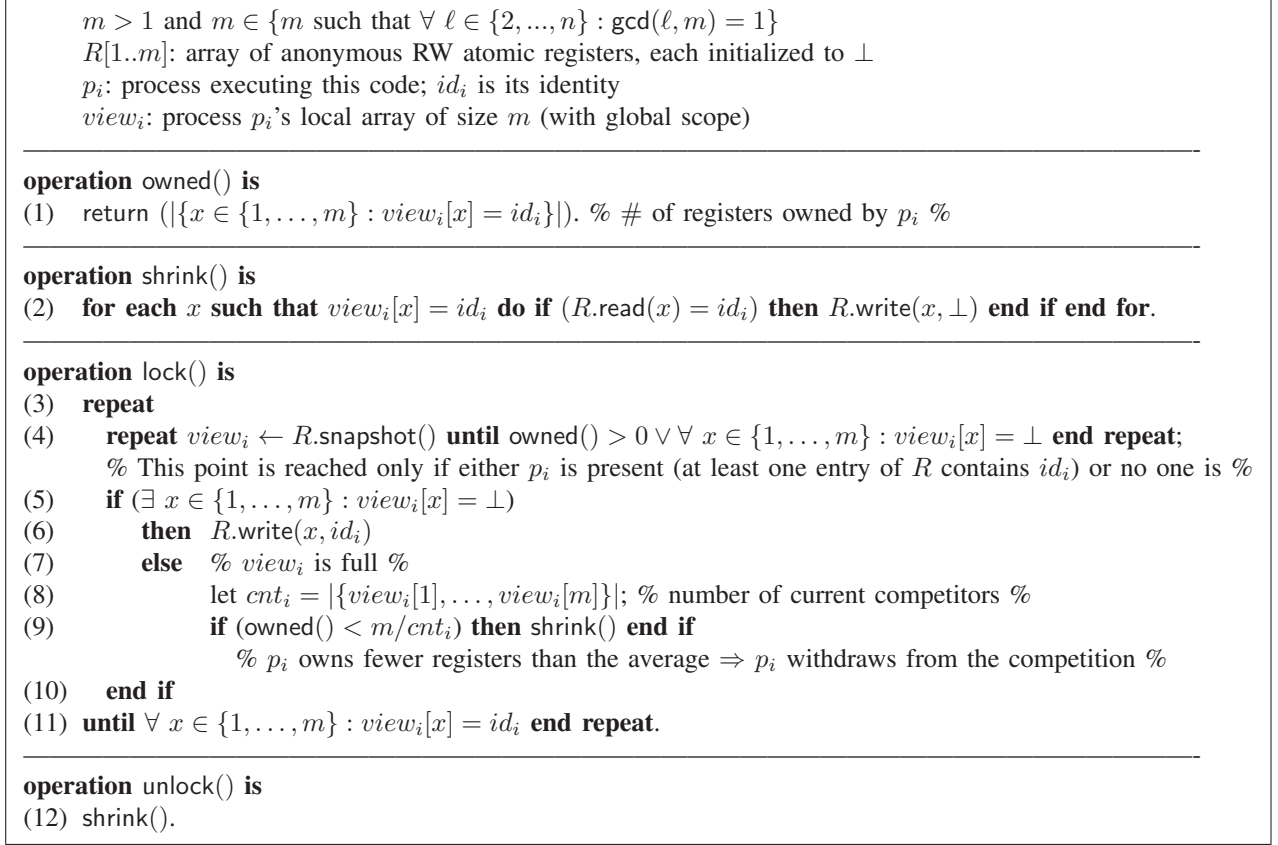 m > 1 and m ∈ {m such that ∀ ℓ ∈ {2, ..., n} : gcd(ℓ, m) = 1}
R[1..m]: array of anonymous RW atomic registers, each initialized to ⊥
p_i: process executing this code; id_i is its identity
view_i: process p_i's local array of size m (with global scope)
operation owned() is
(1) return (|{x ∈ {1, . . . , m} : view_i[x] = id_i}|). % # of registers owned by p_i %
operation shrink() is
(2) for each x such that view_i[x] = id_i do if (R.read(x) = id_i) then R.write(x, ⊥) end if end for.
operation lock() is
(3) repeat
(4) repeat view_i ← R.snapshot() until owned() > 0 ∨ ∀ x ∈ {1, . . . , m} : view_i[x] = ⊥ end repeat;
% This point is reached only if either p_i is present (at least one entry of R contains id_i) or no one is %
(5) if (∃ x ∈ {1, . . . , m} : view_i[x] = ⊥)
(6) then R.write(x, id_i)
(7) else % view_i is full %
(8) let cnt_i = |{view_i[1], . . . , view_i[m]}|; % number of current competitors %
(9) if (owned() < m/cnt_i) then shrink() end if
% p_i owns fewer registers than the average ⇒ p_i withdraws from the competition %
(10) end if
(11) until ∀ x ∈ {1, . . . , m} : view_i[x] = id_i end repeat.
operation unlock() is
(12) shrink().